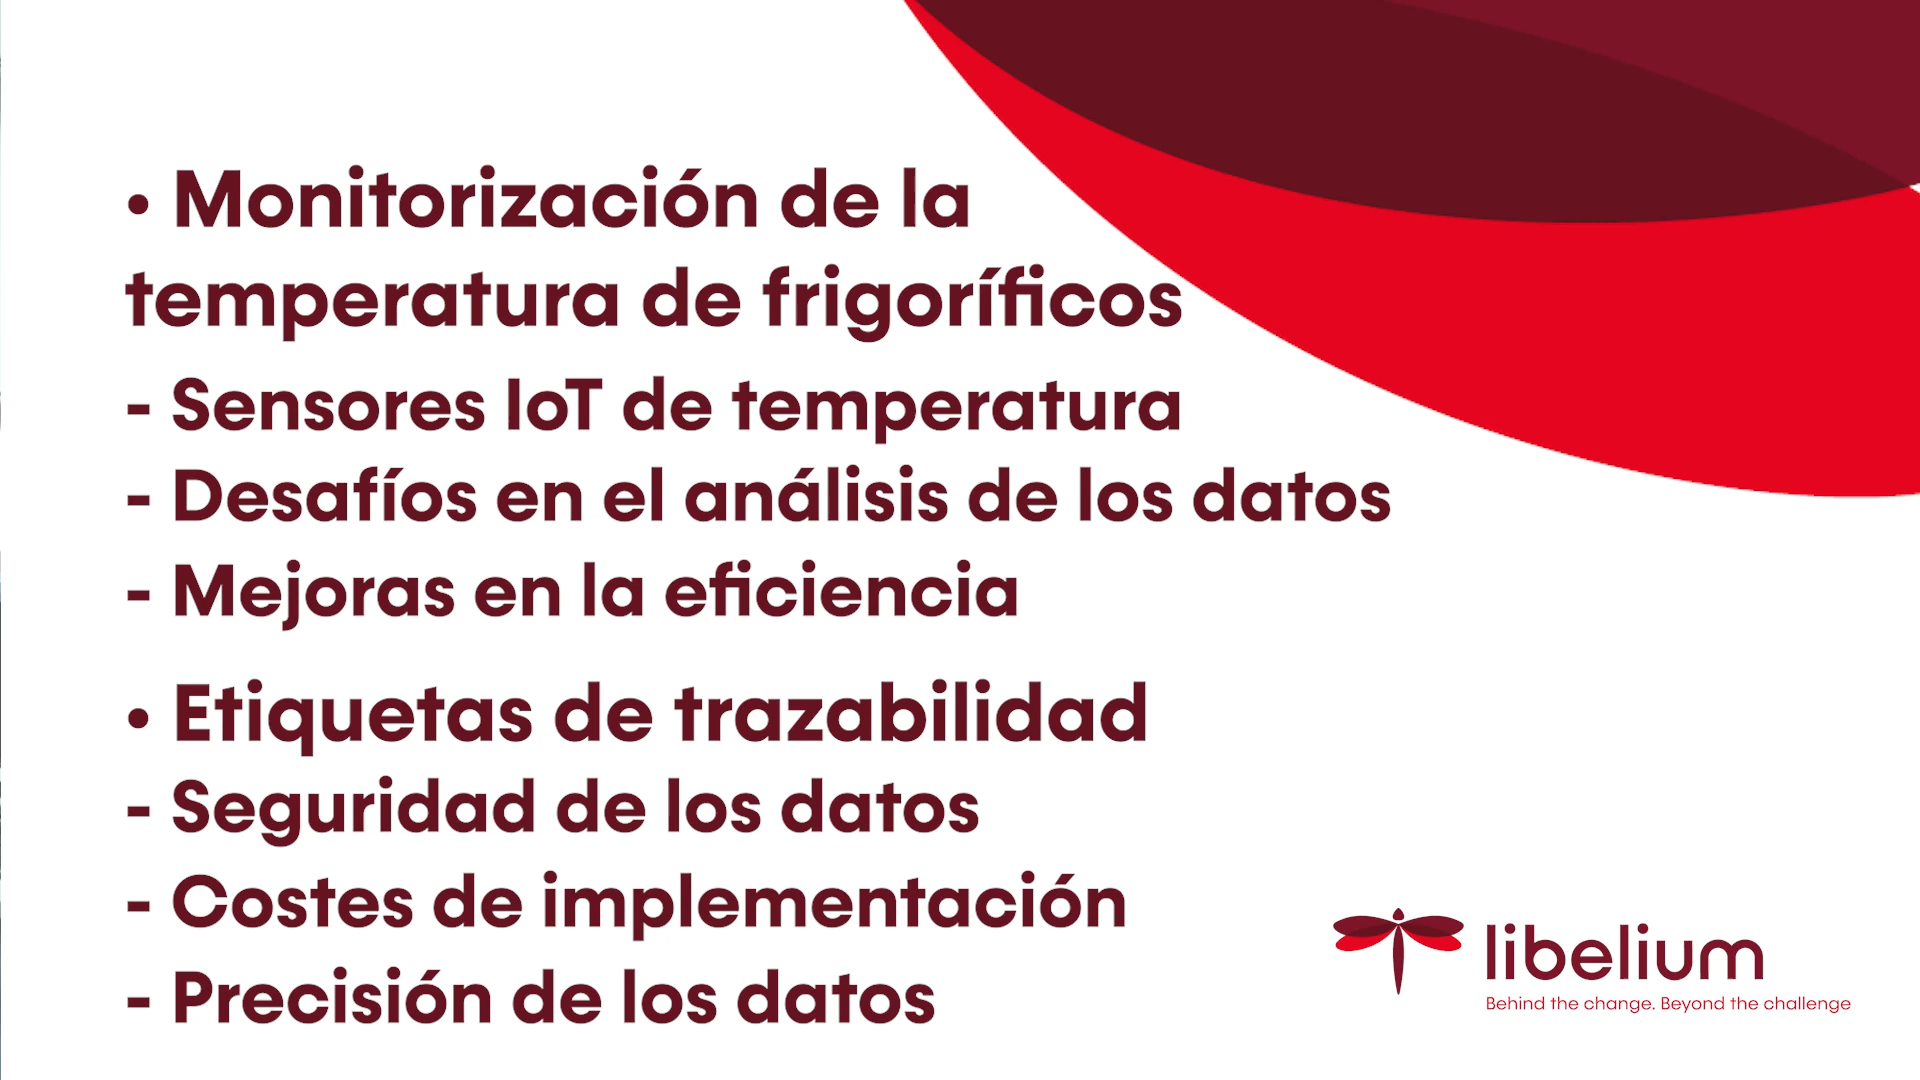 • Monitorización de la
temperatura de frigoríficos
- Sensores IoT de temperatura
- Desafíos en el análisis de los datos
- Mejoras en la eficiencia
• Etiquetas de trazabilidad
- Seguridad de los datos
- Costes de implementación
- Precisión de los datos
libelium
Behind the change. Beyond the challenge